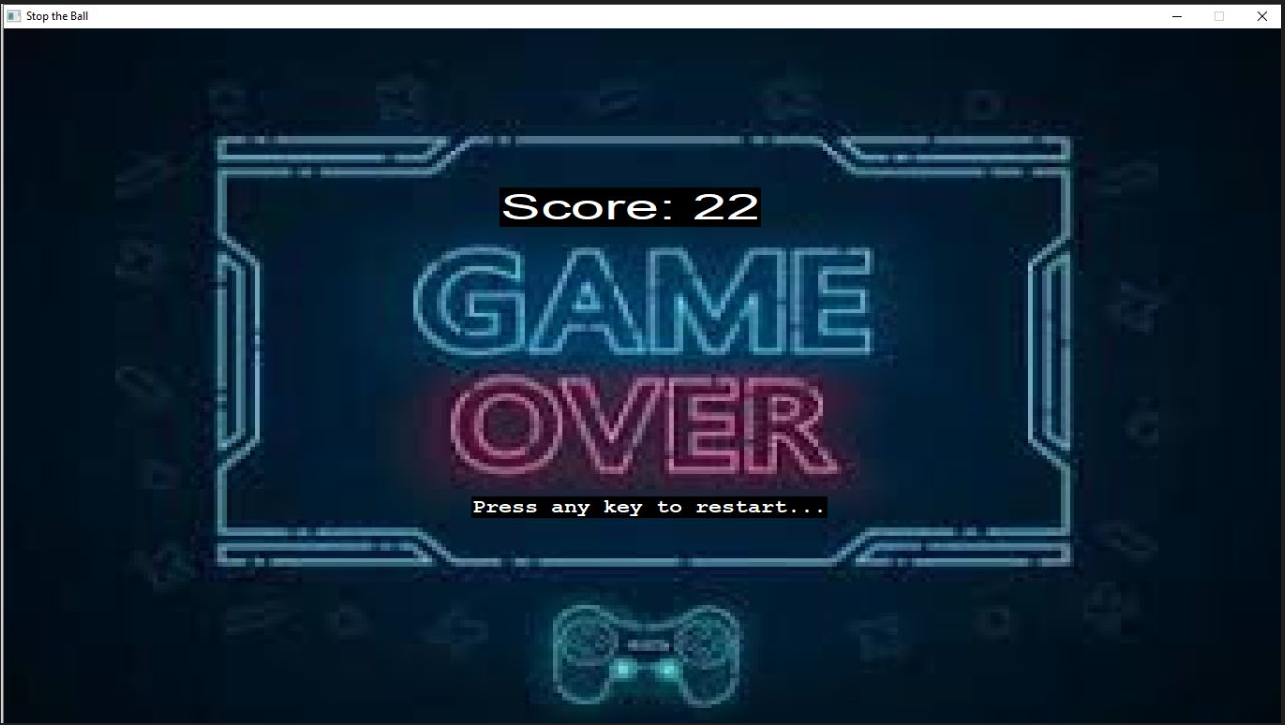 Stop the Ball
Score: 22
GAME
OVER
Press any key to restart...